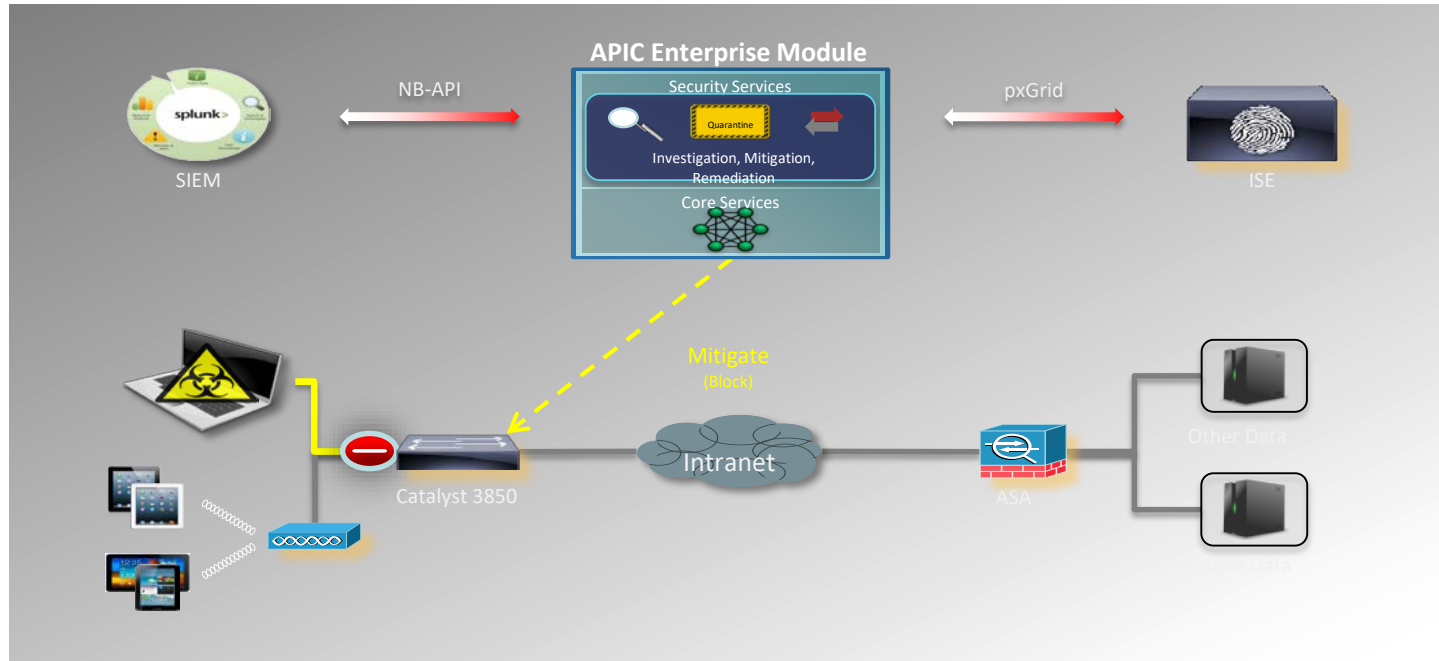 APIC Enterprise Module
NB-API
Security Services
pxGrid
splunk>
Quarantine
Investigation, Mitigation,
Remediation
SIEM
ISE
Core Services
Mitigate
(Block)
Other Data
Intranet
Catalyst 3850
ASA
Data